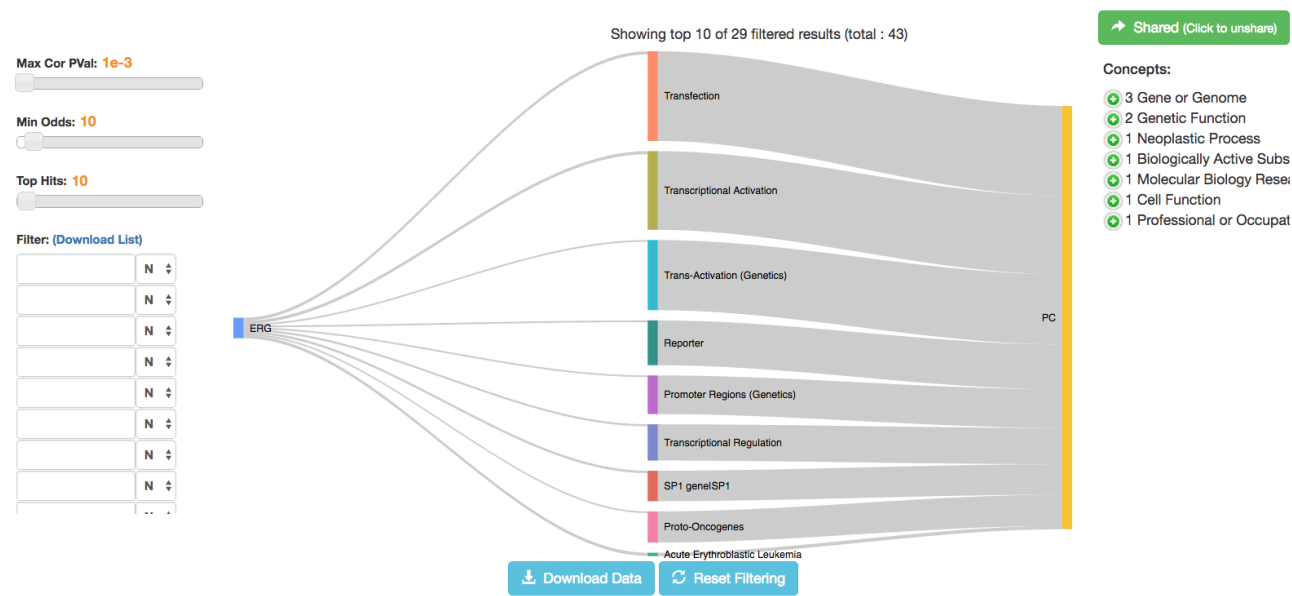 Showing top 10 of 29 filtered results (total : 43)
Shared (Click to unshare)
Max Cor PVal: 1e-3
Min Odds: 10
Top Hits: 10
Filter: (Download List)
N
N
N
N
N
N
N
N
ERG
Transfection
Transcriptional Activation
Trans-Activation (Genetics)
Reporter
Promoter Regions (Genetics)
Transcriptional Regulation
SP1 gene|SP1
Proto-Oncogenes
Acute Erythroblastic Leukemia
PC
Concepts:
3 Gene or Genome
2 Genetic Function
1 Neoplastic Process
1 Biologically Active Subs
1 Molecular Biology Resea
1 Cell Function
1 Professional or Occupat
Download Data
Reset Filtering